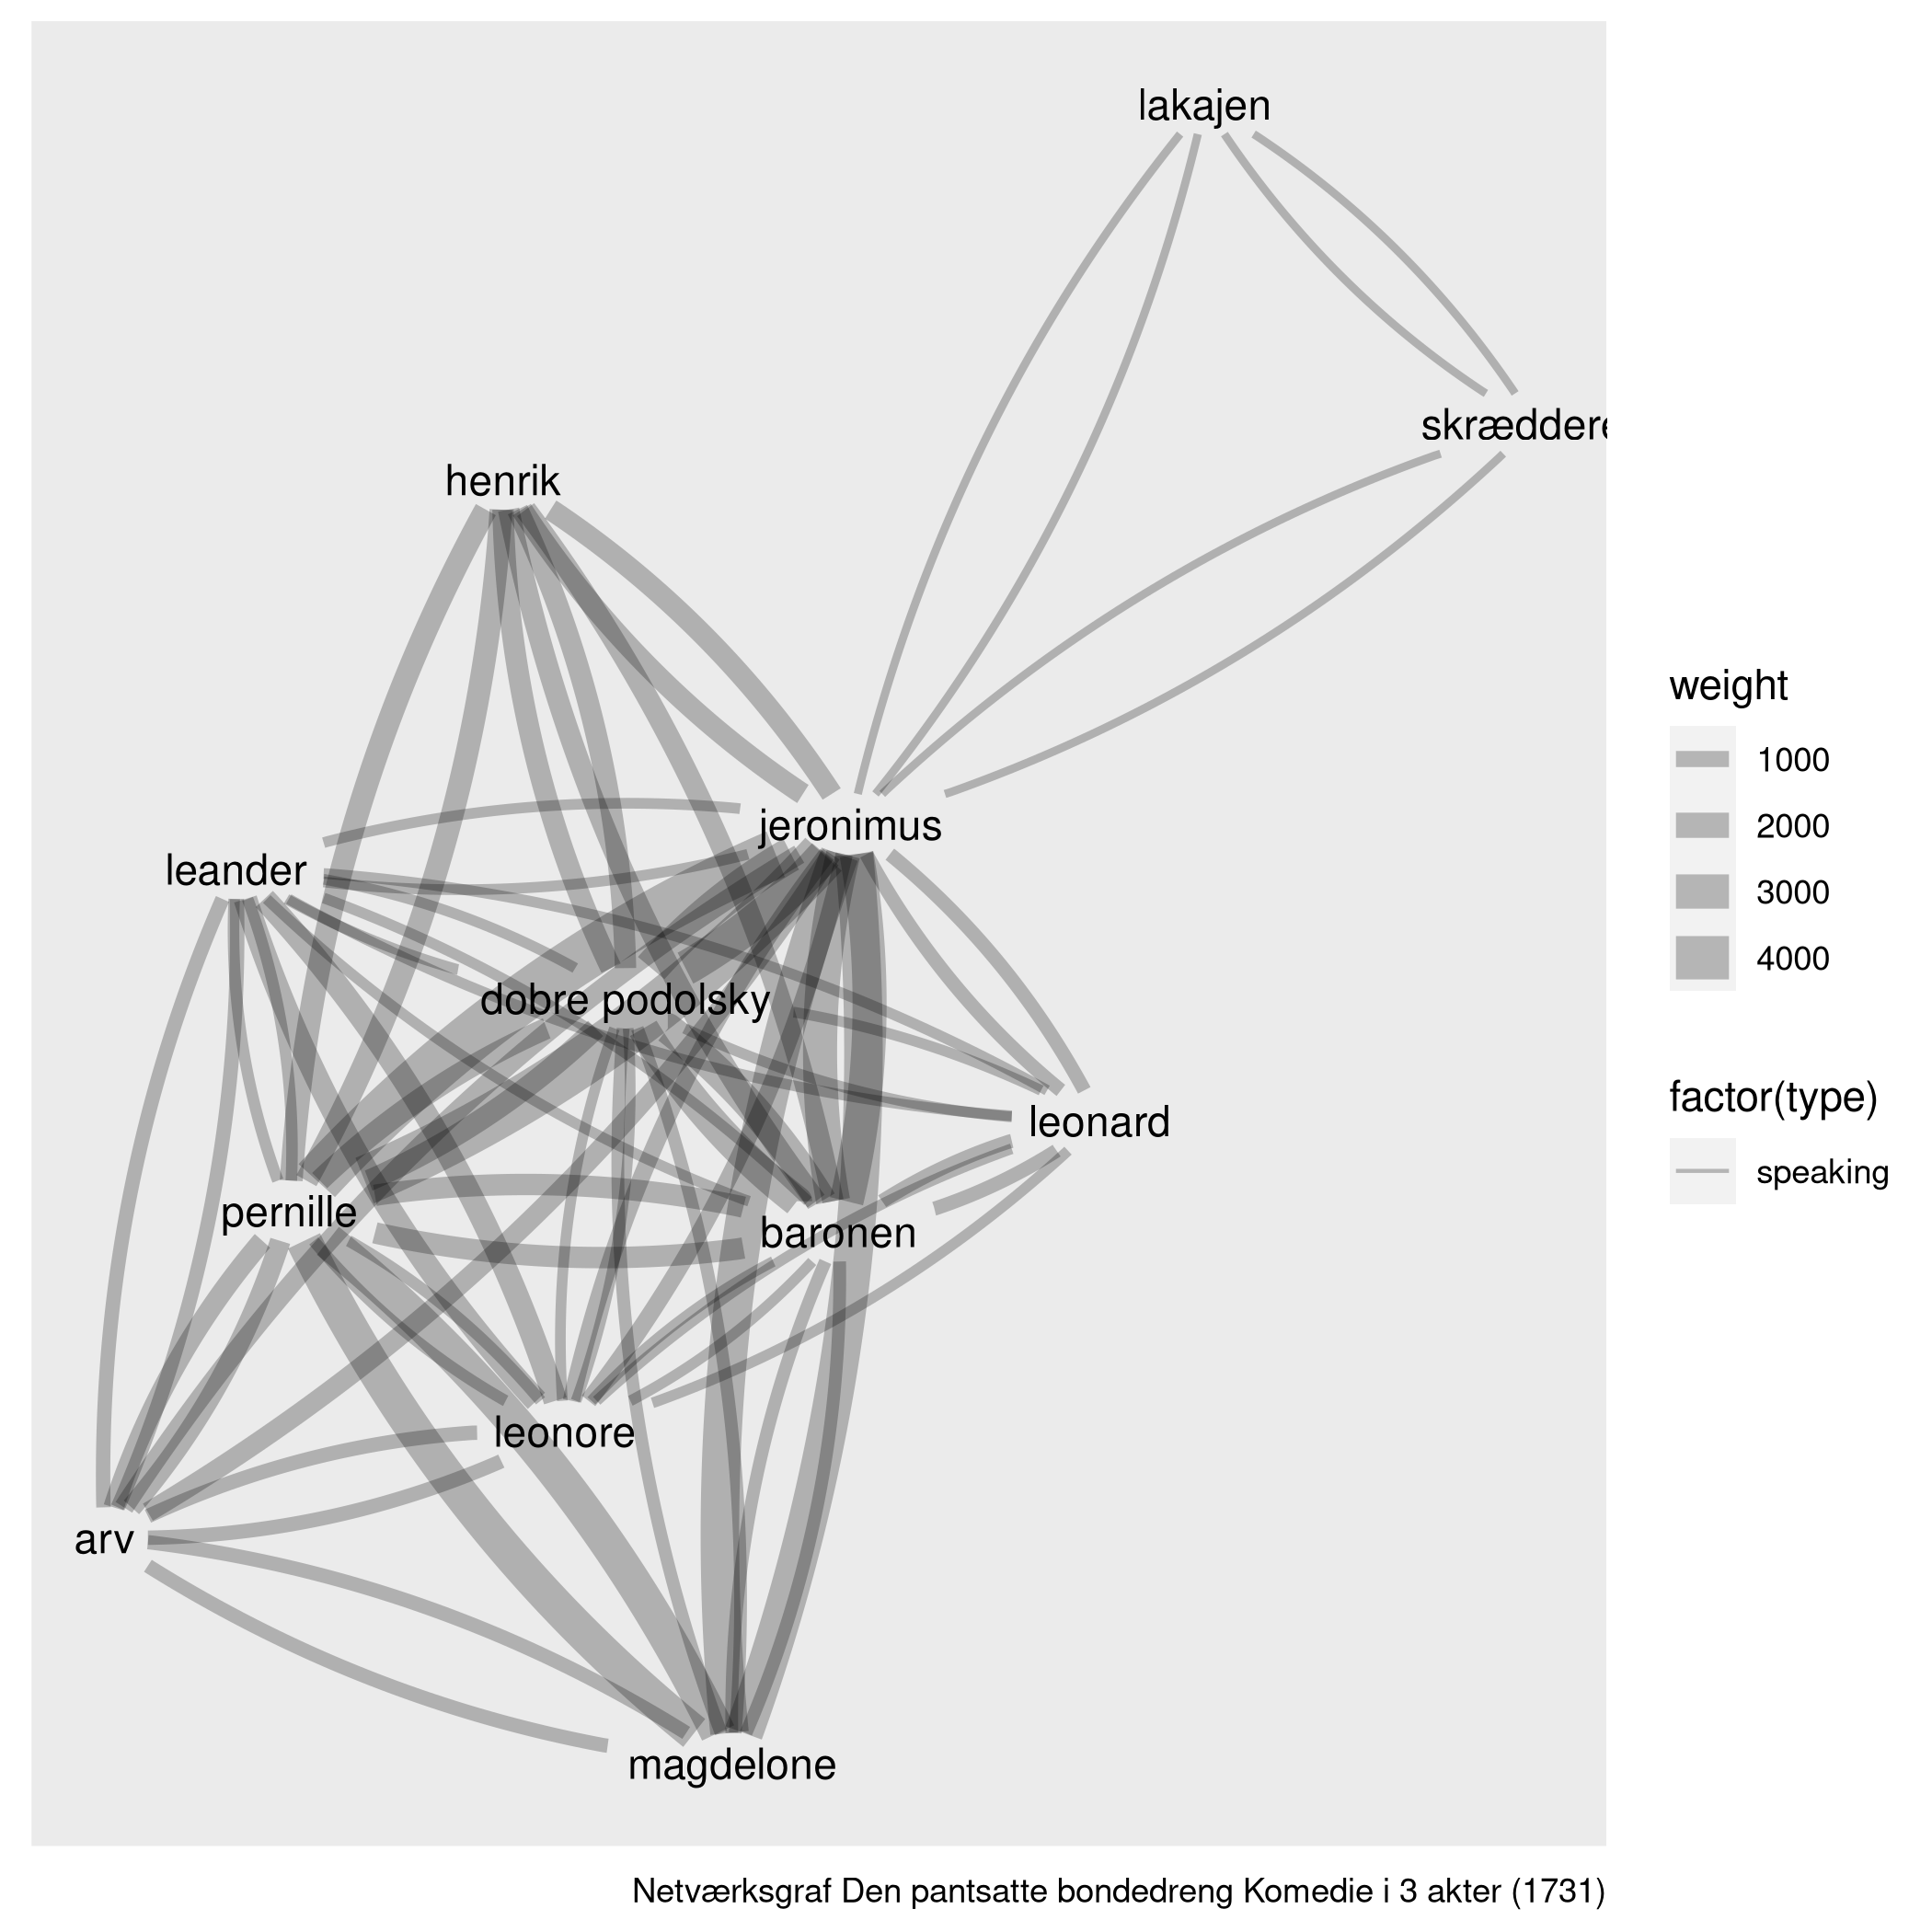 lakajen
skræddere
henrik
jeronimus
leander
dobre podolsky
leonard
pernille
baronen
leonore
arv
magdelone
weight
1000
2000
3000
4000
factor(type)
speaking
Netværksgraf Den pantsatte bondedreng Komedie i 3 akter (1731)